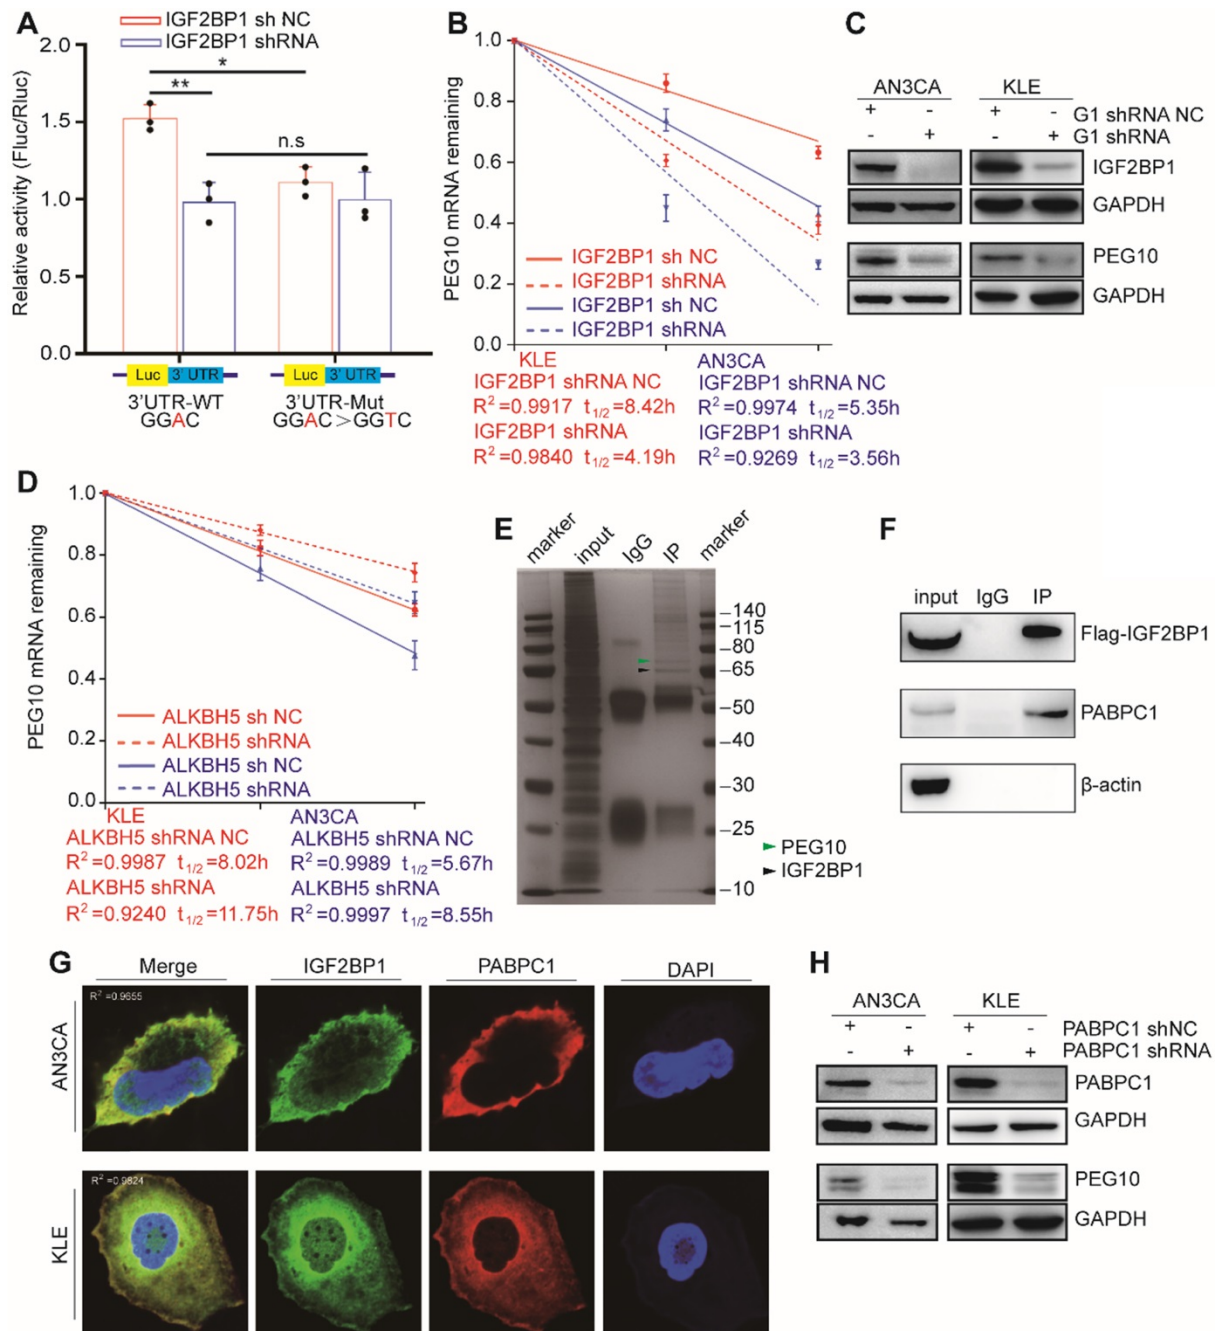 A
IGF2BP1 sh NC
IGF2BP1 shRNA
Relative activity (Fluc/Rluc)
2.0
1.5
1.0
0.5
0.0
*
**
n.s
Luc 3' UTR
Luc 3' UTR
3'UTR-WT
GGAC
3'UTR-Mut
GGAC>GGTC
B
PEG10 mRNA remaining
1.0
0.8
0.6
0.4
0.2
0.0
IGF2BP1 sh NC
IGF2BP1 shRNA
IGF2BP1 sh NC
IGF2BP1 shRNA
KLE
IGF2BP1 shRNA NC
R² =0.9917 t1/2=8.42h
IGF2BP1 shRNA
R² =0.9840 t1/2=4.19h
AN3CA
IGF2BP1 shRNA NC
R² =0.9974 t1/2=5.35h
IGF2BP1 shRNA
R² =0.9269 t1/2=3.56h
C
AN3CA KLE
+ - + - G1 shRNA NC
- + - + G1 shRNA
IGF2BP1
GAPDH
PEG10
GAPDH
D
PEG10 mRNA remaining
1.0
0.8
0.6
0.4
0.2
0.0
ALKBH5 sh NC
ALKBH5 shRNA
ALKBH5 sh NC
ALKBH5 shRNA
KLE
ALKBH5 shRNA NC
R² =0.9987 t1/2=8.02h
ALKBH5 shRNA
R² =0.9240 t1/2=11.75h
AN3CA
ALKBH5 shRNA NC
R² =0.9989 t1/2=5.67h
ALKBH5 shRNA
R² =0.9997 t1/2=8.55h
E
marker input IgG IP marker
140
115
80
65
50
40
30
25
10
PEG10
IGF2BP1
F
input IgG IP
Flag-IGF2BP1
PABPC1
β-actin
G
Merge IGF2BP1 PABPC1 DAPI
AN3CA
R² =0.9655
KLE
R² =0.9824
H
AN3CA KLE
+ - + - PABPC1 shNC
- + - + PABPC1 shRNA
PABPC1
GAPDH
PEG10
GAPDH